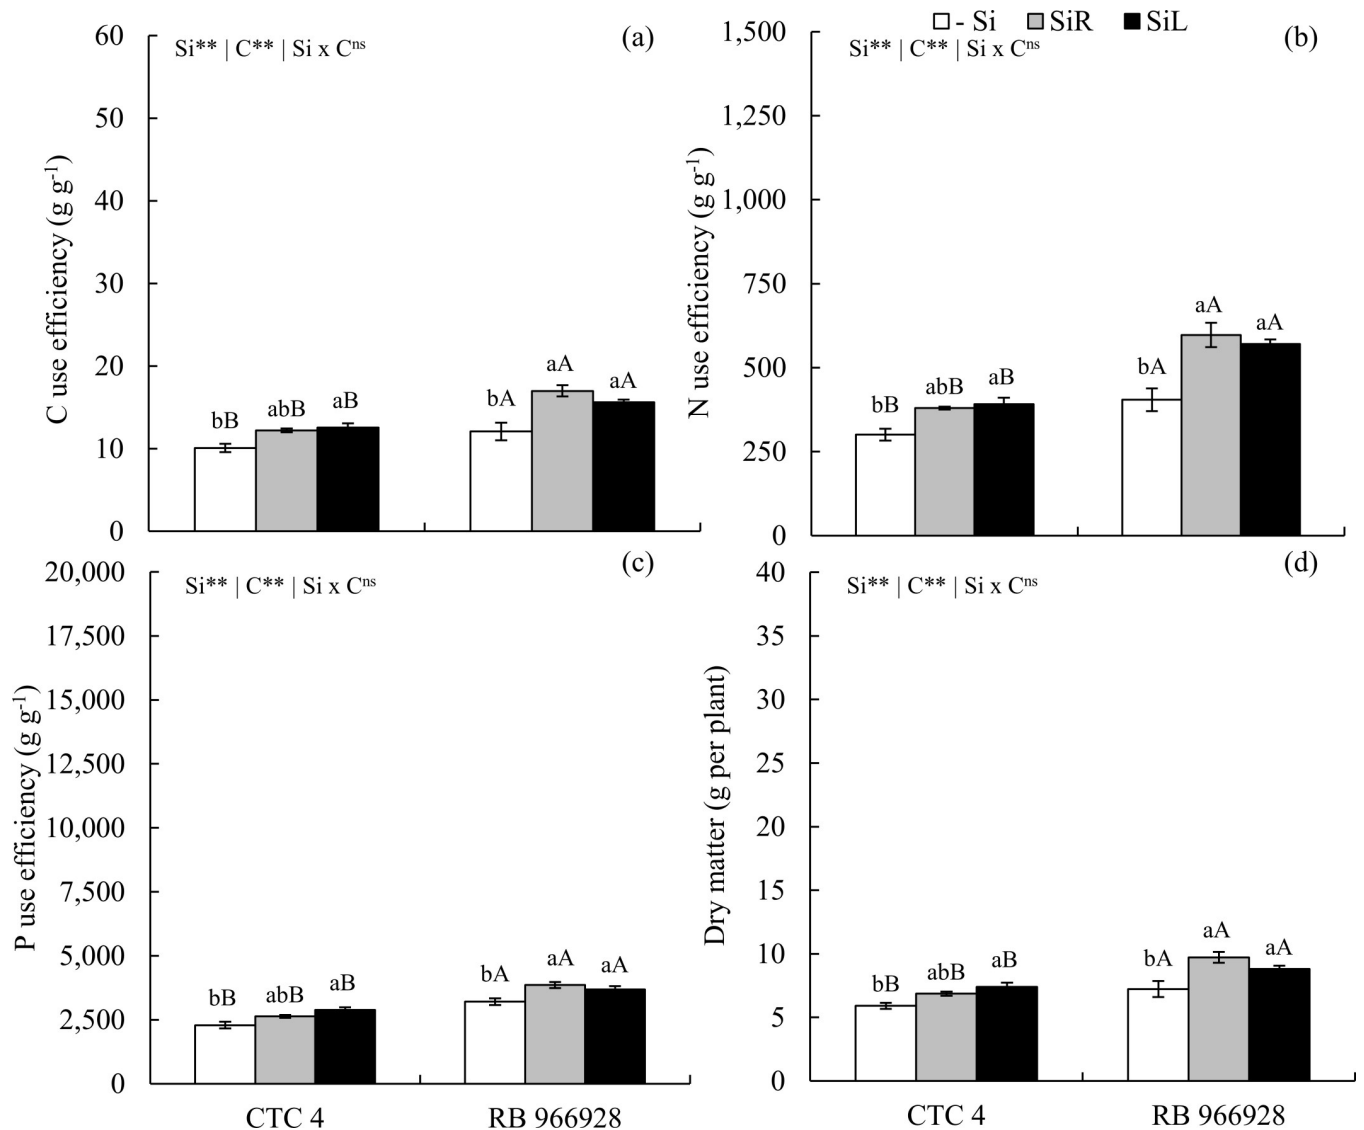 - Si SiR SiL
Si** | C** | Si x Cⁿˢ
(a)
60
50
40
30
20
10
0
C use efficiency (g g⁻¹)
bB abB aB bA aA aA
Si** | C** | Si x Cⁿˢ
(b)
1,500
1,250
1,000
750
500
250
0
N use efficiency (g g⁻¹)
bB abB aB bA aA aA
Si** | C** | Si x Cⁿˢ
(c)
20,000
17,500
15,000
12,500
10,000
7,500
5,000
2,500
0
P use efficiency (g g⁻¹)
bB abB aB bA aA aA
CTC 4 RB 966928
Si** | C** | Si x Cⁿˢ
(d)
40
35
30
25
20
15
10
5
0
Dry matter (g per plant)
bB abB aB bA aA aA
CTC 4 RB 966928